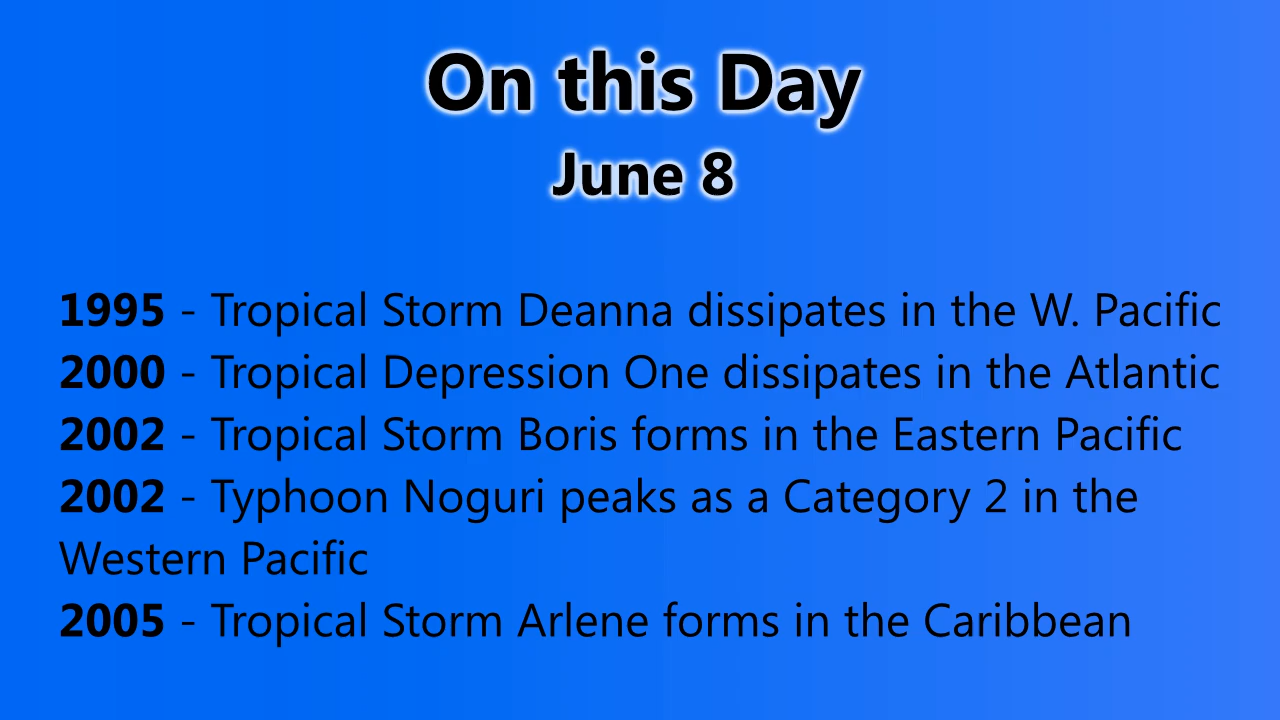 On this Day
June 8
1995 - Tropical Storm Deanna dissipates in the W. Pacific
2000 - Tropical Depression One dissipates in the Atlantic
2002 - Tropical Storm Boris forms in the Eastern Pacific
2002 - Typhoon Noguri peaks as a Category 2 in the
Western Pacific
2005 - Tropical Storm Arlene forms in the Caribbean